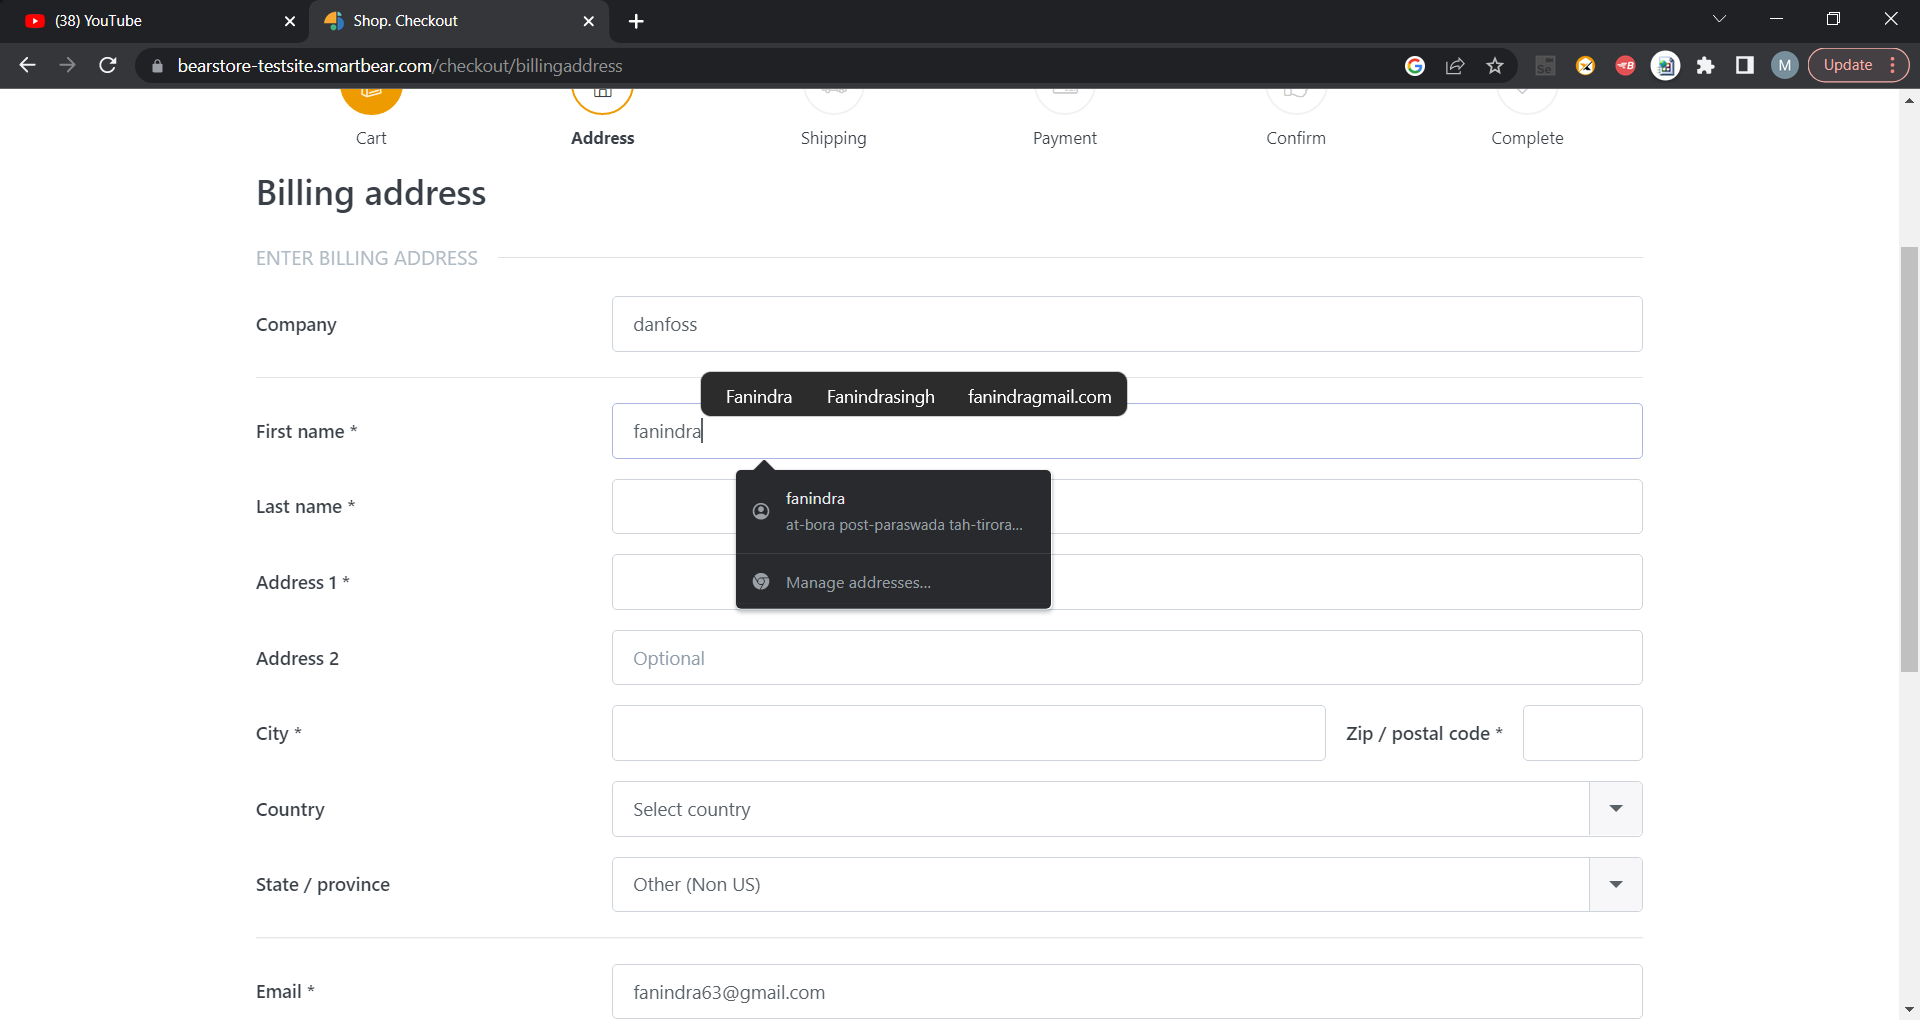 (38) YouTube
Shop. Checkout
bearstore-testsite.smartbear.com/checkout/billingaddress
Se
B
M
Update
Cart
Address
Shipping
Payment
Confirm
Complete
Billing address
ENTER BILLING ADDRESS
Company
danfoss
Fanindra Fanindrasingh fanindragmail.com
First name *
fanindra
Last name *
fanindra
at-bora post-paraswada tah-tirora...
Address 1 *
Manage addresses...
Address 2
Optional
City *
Zip / postal code *
Country
Select country
State / province
Other (Non US)
Email *
fanindra63@gmail.com